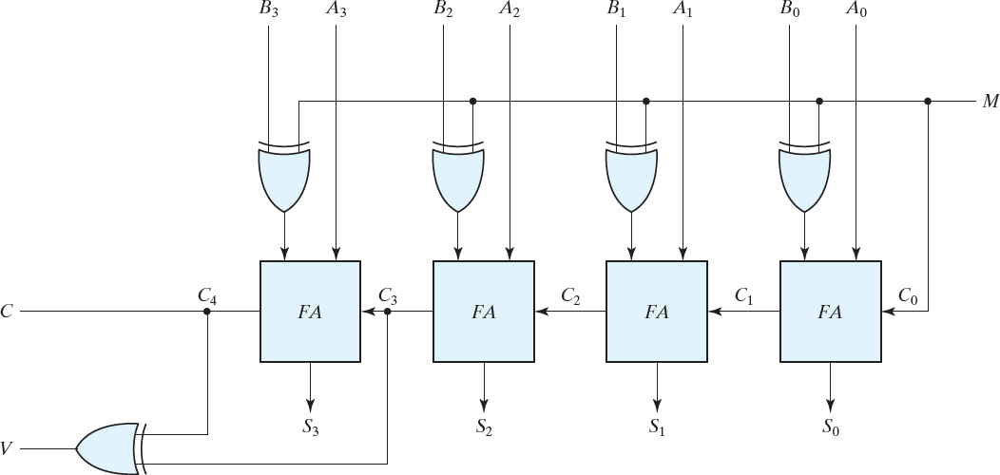 B₃ A₃ B₂ A₂ B₁ A₁ B₀ A₀
M
C C₄ FA C₃ FA C₂ FA C₁ FA C₀
S₃ S₂ S₁ S₀
V